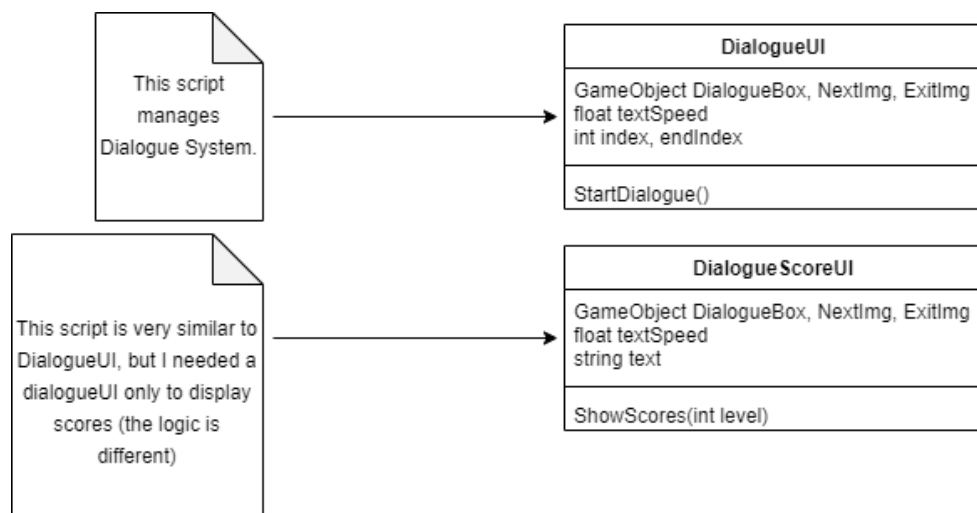 This script
manages
Dialogue System.
DialogueUI
GameObject DialogueBox, NextImg, ExitImg
float textSpeed
int index, endIndex
StartDialogue()
This script is very similar to
DialogueUI, but I needed a
dialogueUI only to display
scores (the logic is
different)
DialogueScoreUI
GameObject DialogueBox, NextImg, ExitImg
float textSpeed
string text
ShowScores(int level)